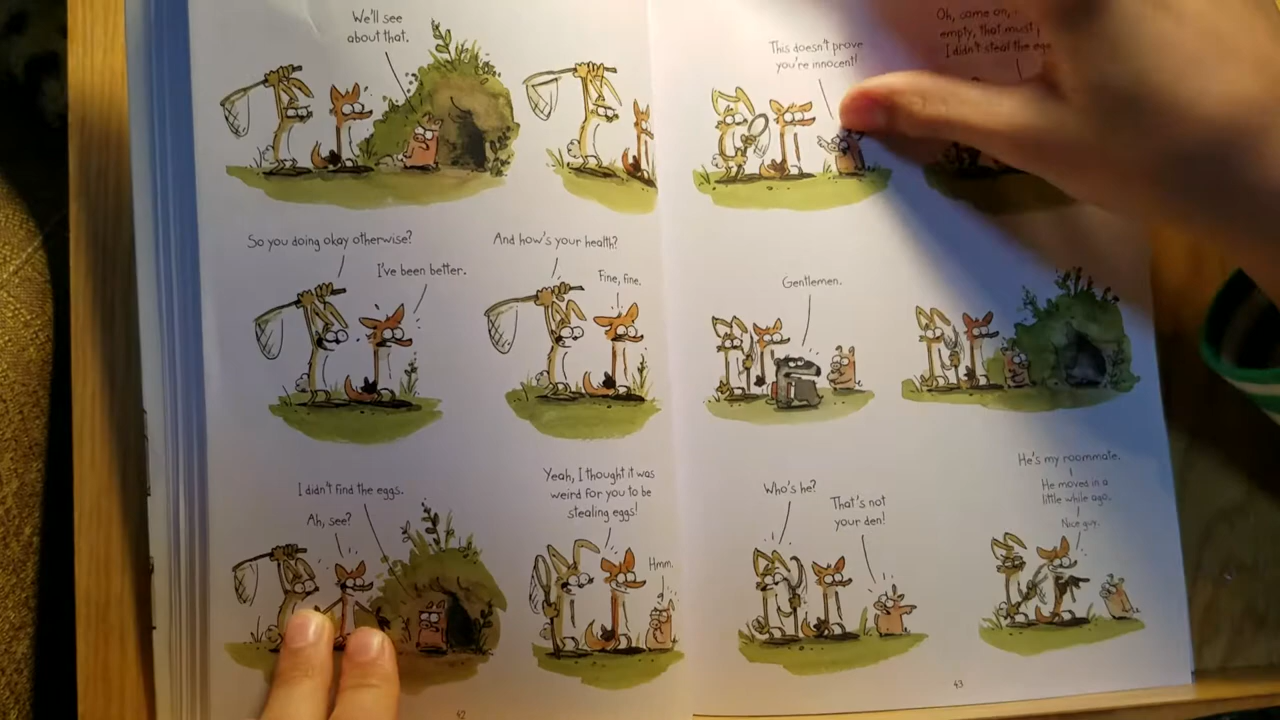 We'll see
about that.
So you doing okay otherwise?
I've been better.
And how's your health?
Fine, fine.
I didn't find the eggs.
Ah, see?
Yeah, I thought it was
weird for you to be
stealing eggs!
Hmm.
42
This doesn't prove
you're innocent!
Oh, come on,
empty, that must
I didn't steal the
Gentlemen.
Who's he?
That's not
your den!
He's my roommate.
He moved in a
little while ago.
Nice guy.
43